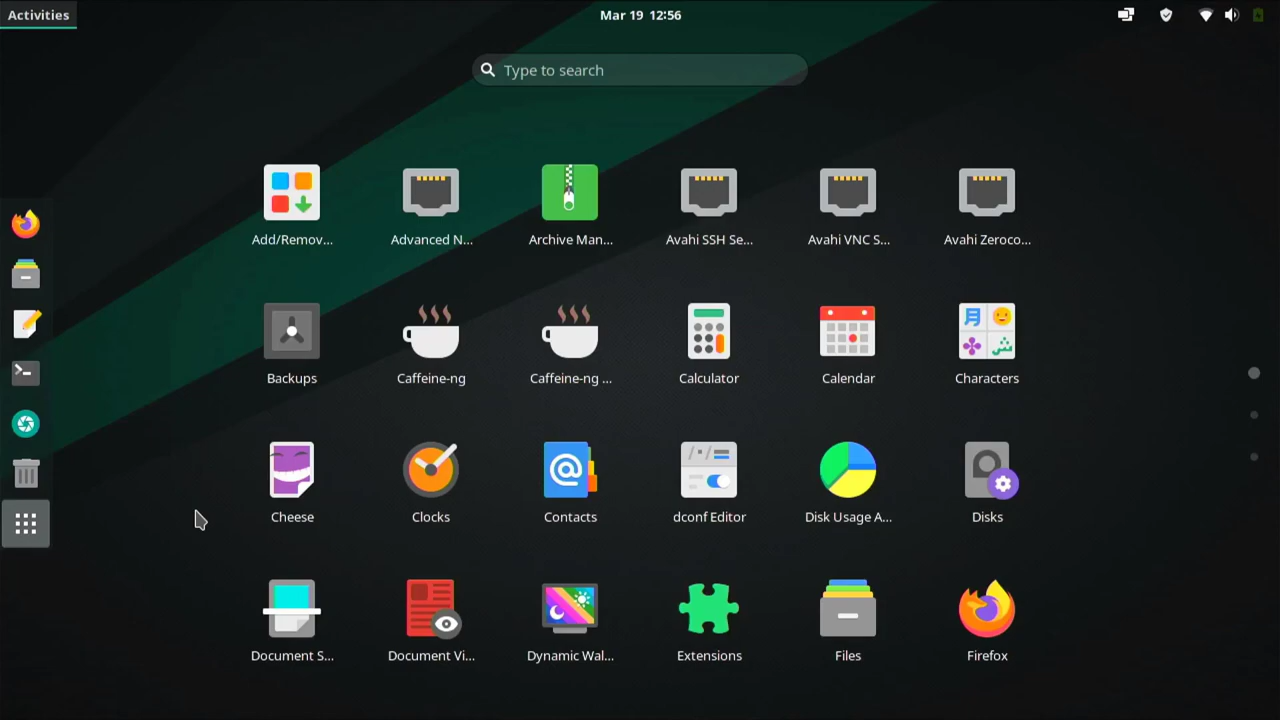 Activities
Mar 19 12:56
Type to search
Add/Remov...
Advanced N...
Archive Man...
Avahi SSH Se...
Avahi VNC S...
Avahi Zeroco...
Backups
Caffeine-ng
Caffeine-ng ...
Calculator
Calendar
Characters
Cheese
Clocks
Contacts
dconf Editor
Disk Usage A...
Disks
Document S...
Document Vi...
Dynamic Wal...
Extensions
Files
Firefox